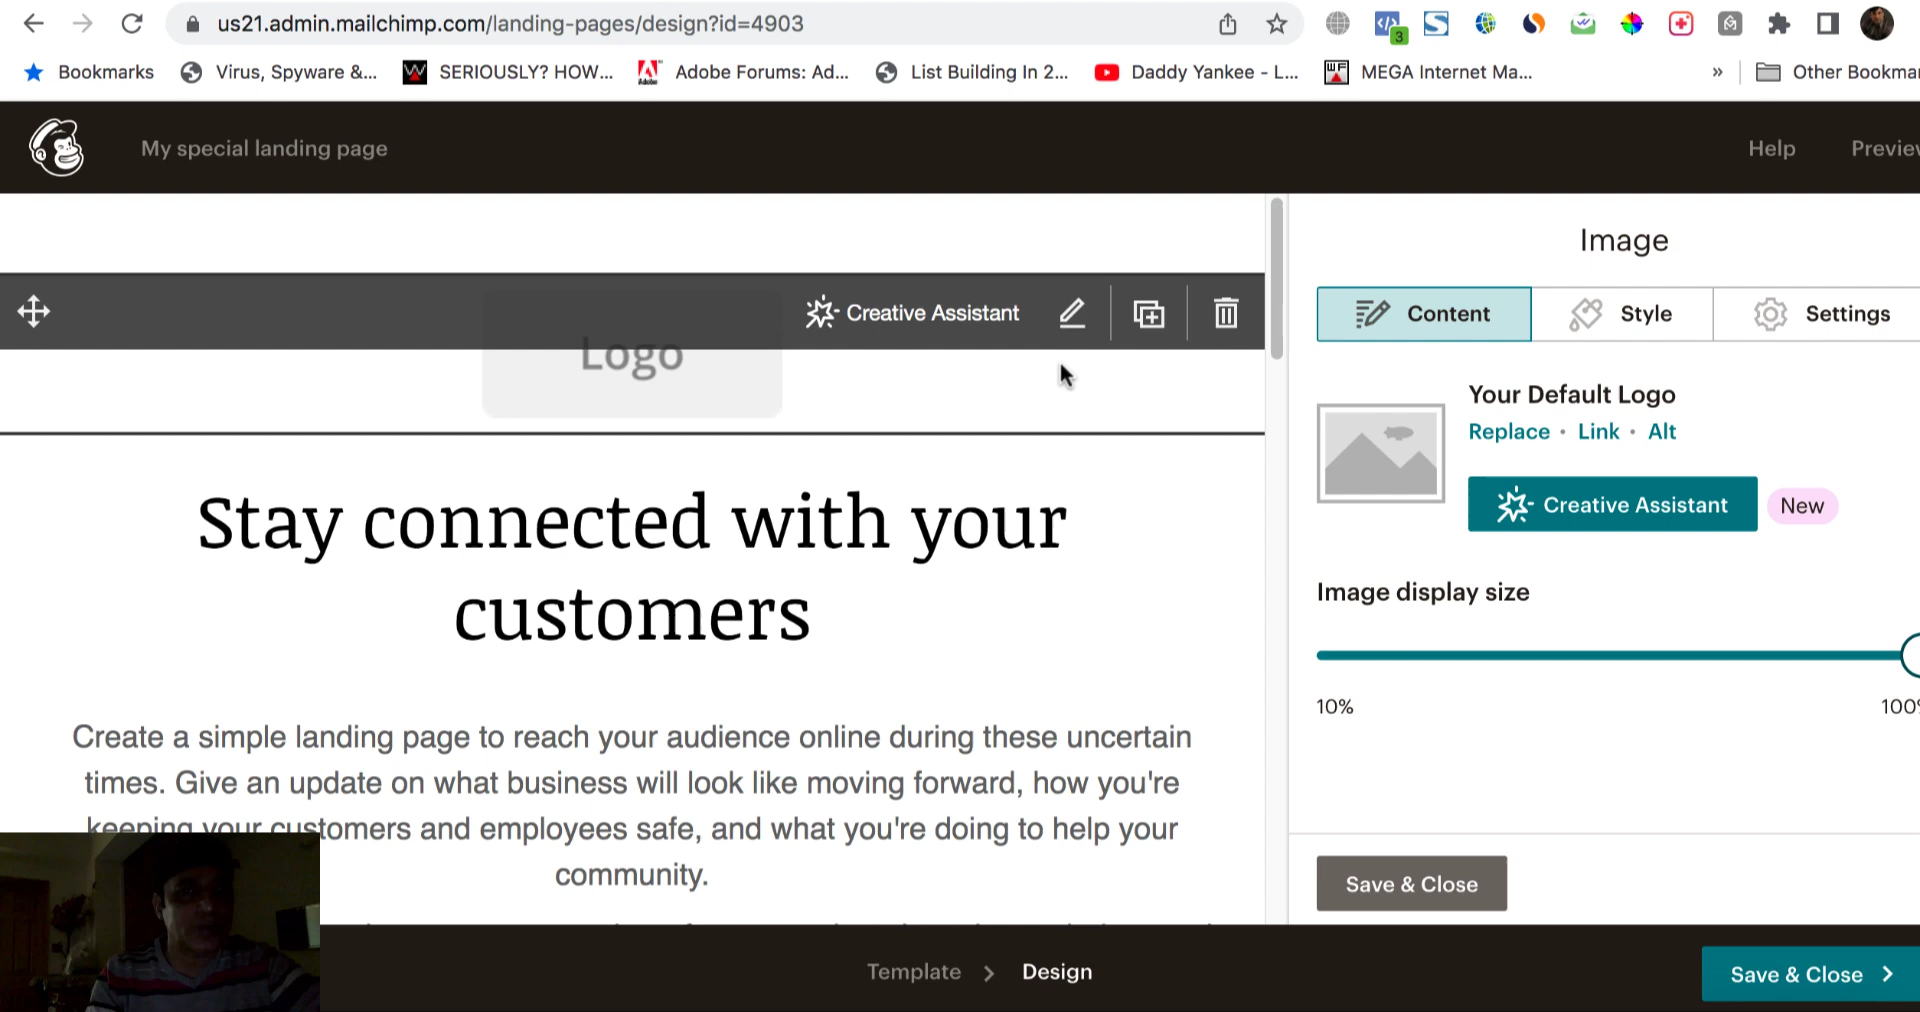 us21.admin.mailchimp.com/landing-pages/design?id=4903
3
Bookmarks
Virus, Spyware &...
SERIOUSLY? HOW...
Adobe Forums: Ad...
List Building In 2...
Daddy Yankee - L...
MEGA Internet Ma...
»
Other Bookmar
My special landing page
Help
Preview
Creative Assistant
Logo
Stay connected with your
customers
Create a simple landing page to reach your audience online during these uncertain
times. Give an update on what business will look like moving forward, how you're
keeping your customers and employees safe, and what you're doing to help your
community.
Image
Content
Style
Settings
Your Default Logo
Replace • Link • Alt
Creative Assistant
New
Image display size
10%
100%
Save & Close
Template > Design
Save & Close >